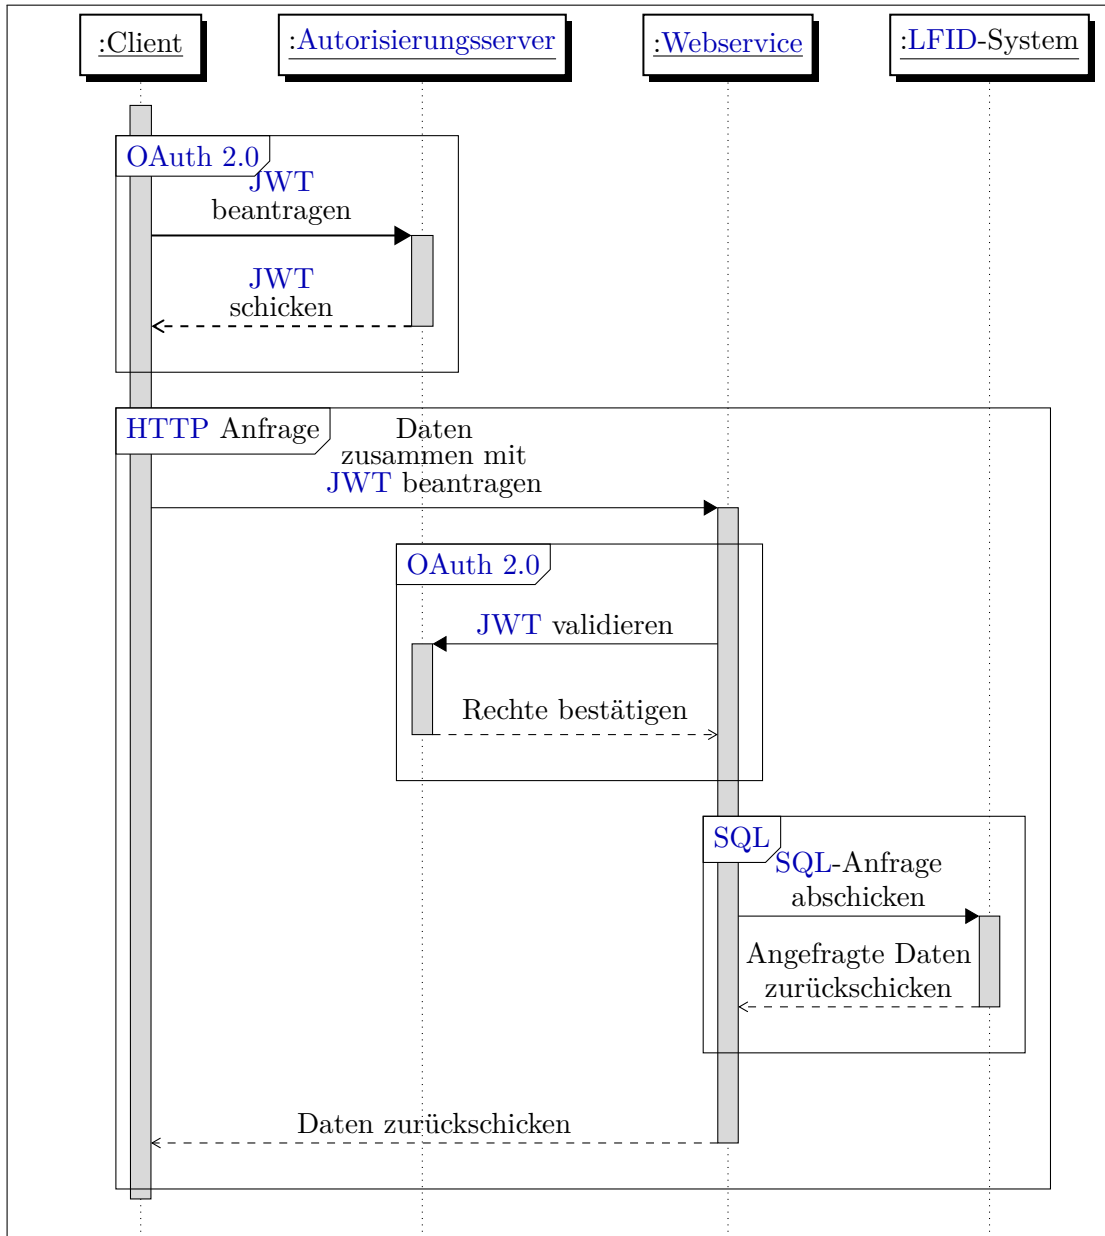 :Client
:Autorisierungsserver
:Webservice
:LFID-System
OAuth 2.0
JWT
beantragen
JWT
schicken
HTTP Anfrage
Daten
zusammen mit
JWT beantragen
OAuth 2.0
JWT validieren
Rechte bestätigen
SQL
SQL-Anfrage
abschicken
Angefragte Daten
zurückschicken
Daten zurückschicken